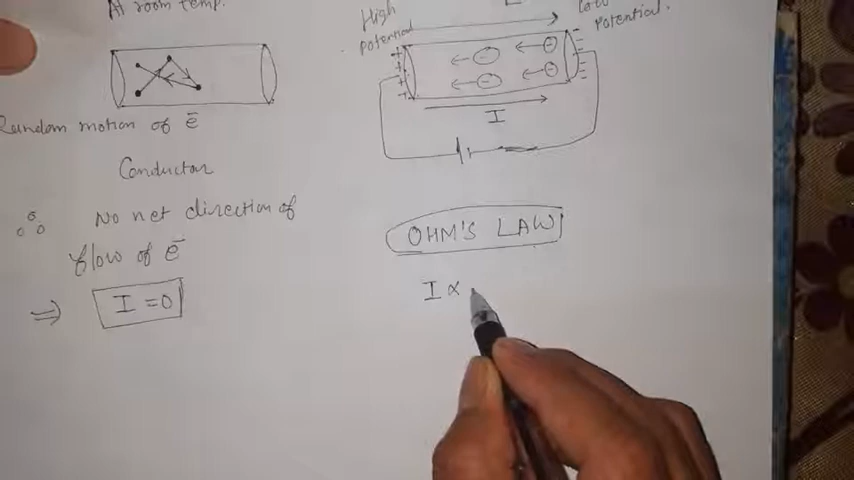 At room temp.
Random motion of ē
Conductor
∴ No net direction of
flow of ē
⇒ I = 0
High
Potential
Low
Potential.
+ + + +
- - - -
I
OHM'S LAW
I ∝